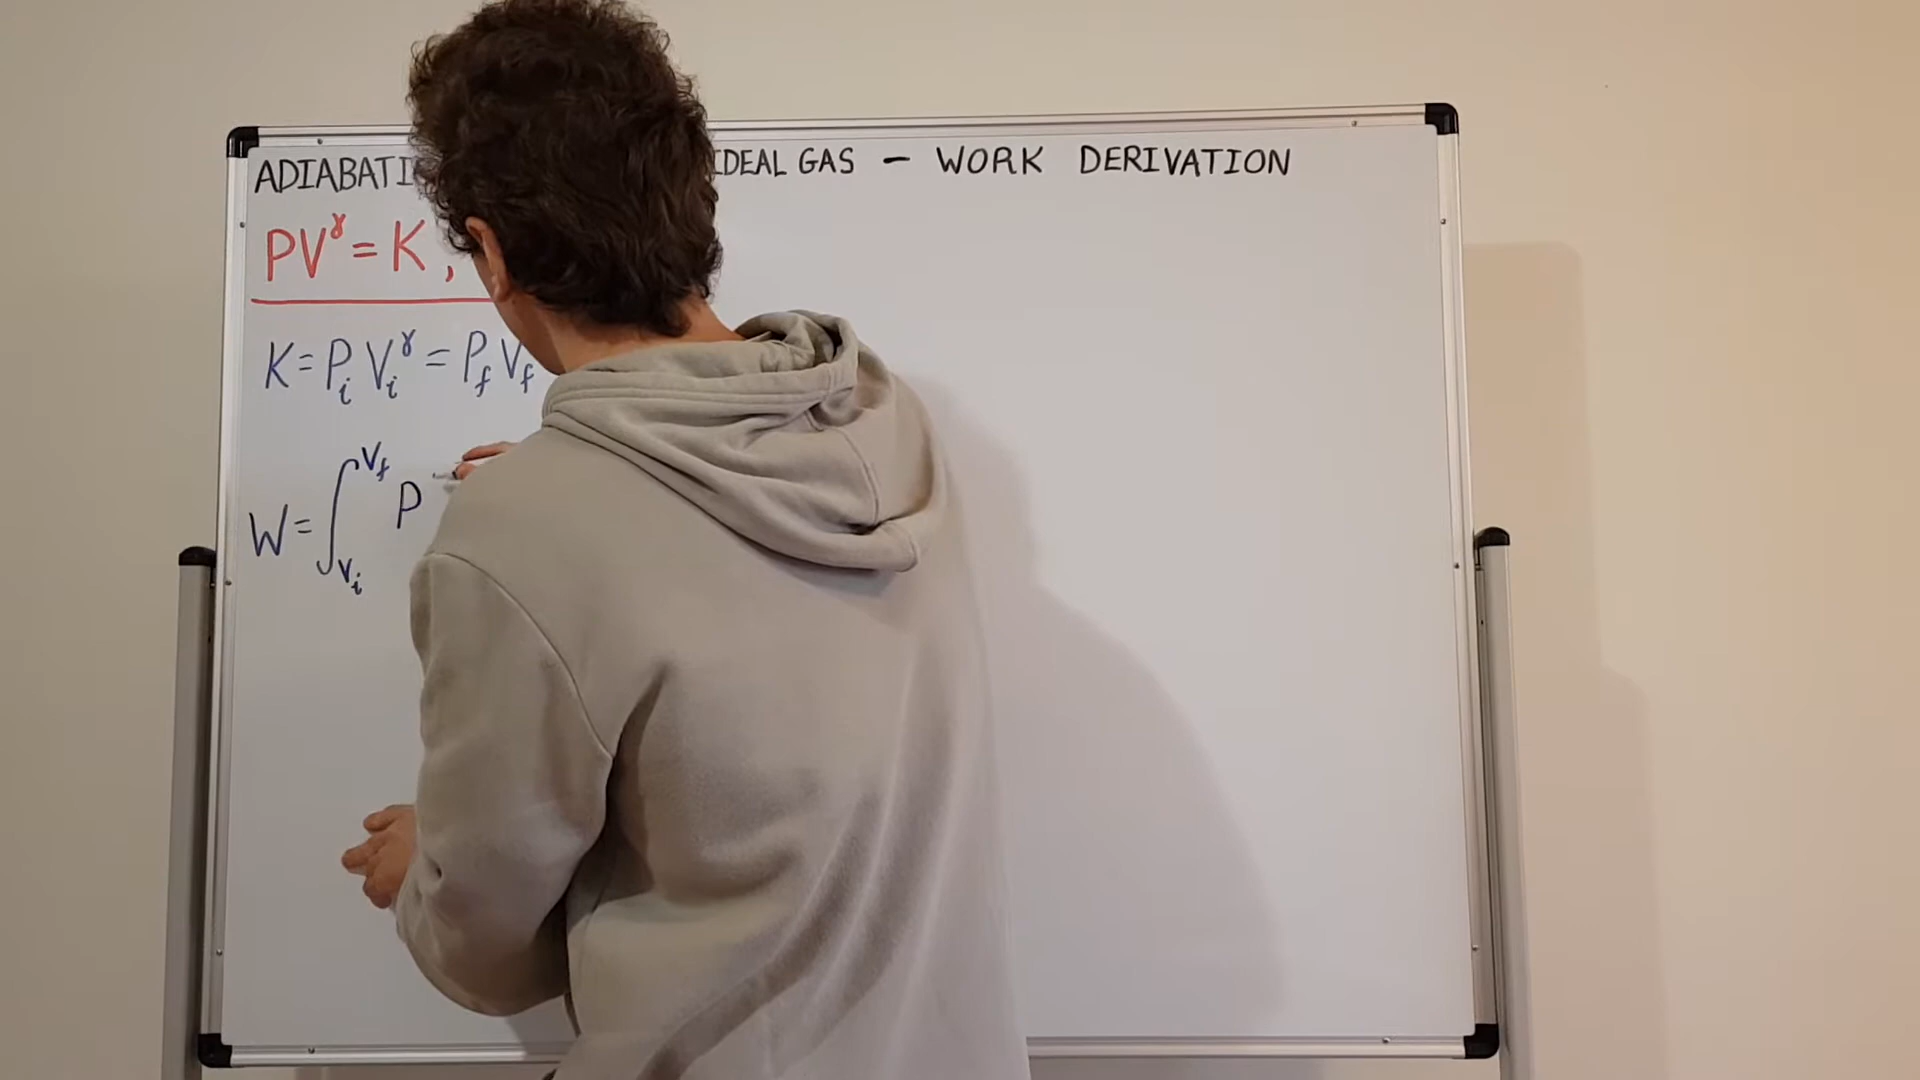 ADIABATI IDEAL GAS - WORK DERIVATION
PV^γ = K ,
K = P_i V_i^γ = P_f V_f
W = ∫_{V_i}^{V_f} P